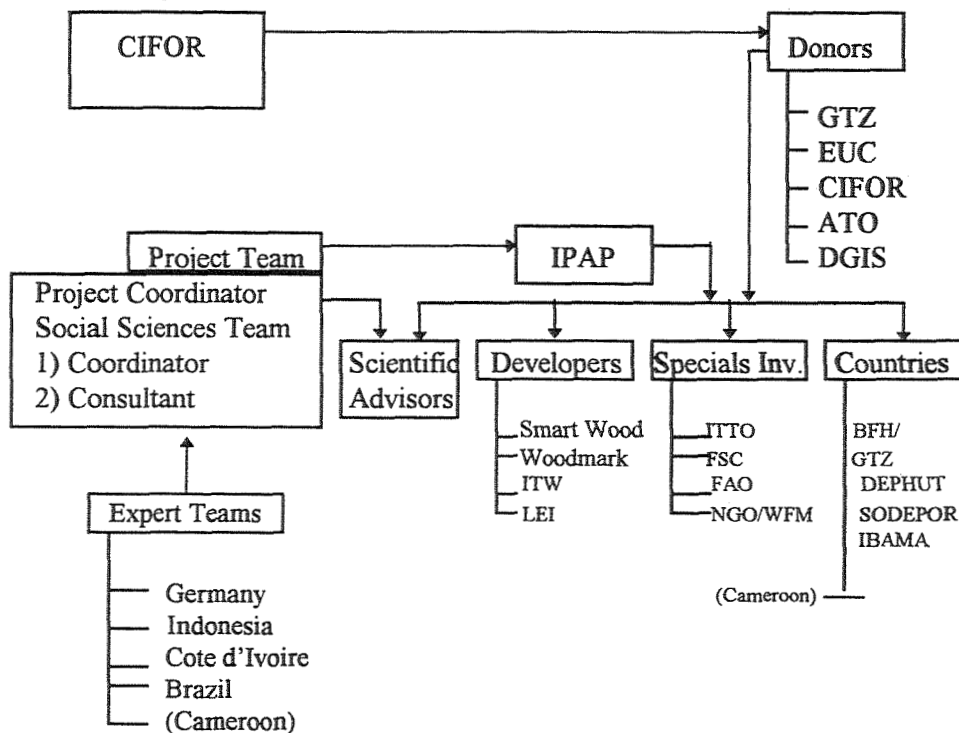 CIFOR
Donors
GTZ
EUC
CIFOR
ATO
DGIS
Project Team
IPAP
Project Coordinator
Social Sciences Team
1) Coordinator
2) Consultant
Scientific
Advisors
Developers
Specials Inv.
Countries
Smart Wood
Woodmark
ITW
LEI
ITTO
FSC
FAO
NGO/WFM
BFH/
GTZ
DEPHUT
SODEPOR
IBAMA
(Cameroon)
Expert Teams
Germany
Indonesia
Cote d'Ivoire
Brazil
(Cameroon)